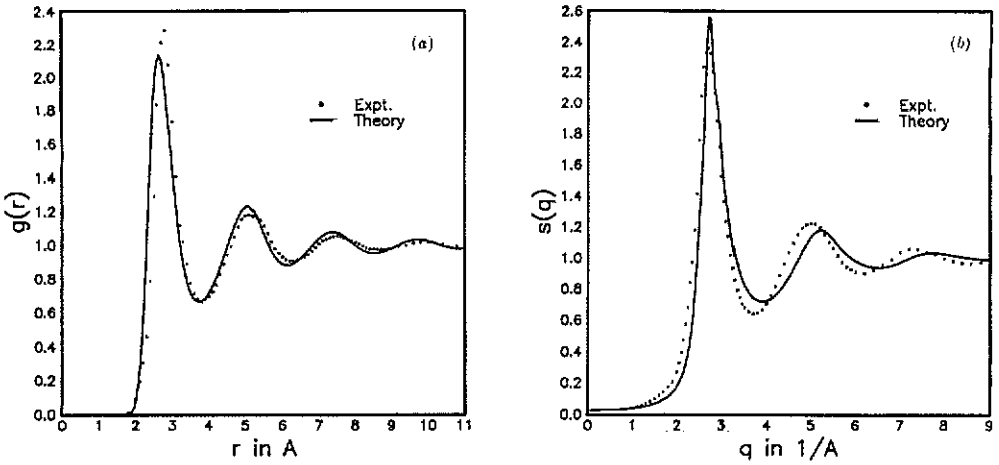 (a)
Expt.
Theory
g(r)
2.4
2.2
2.0
1.8
1.6
1.4
1.2
1.0
0.8
0.6
0.4
0.2
0.0
0 1 2 3 4 5 6 7 8 9 10 11
r in A
(b)
Expt.
Theory
s(q)
2.6
2.4
2.2
2.0
1.8
1.6
1.4
1.2
1.0
0.8
0.6
0.4
0.2
0.0
0 1 2 3 4 5 6 7 8 9
q in 1/A